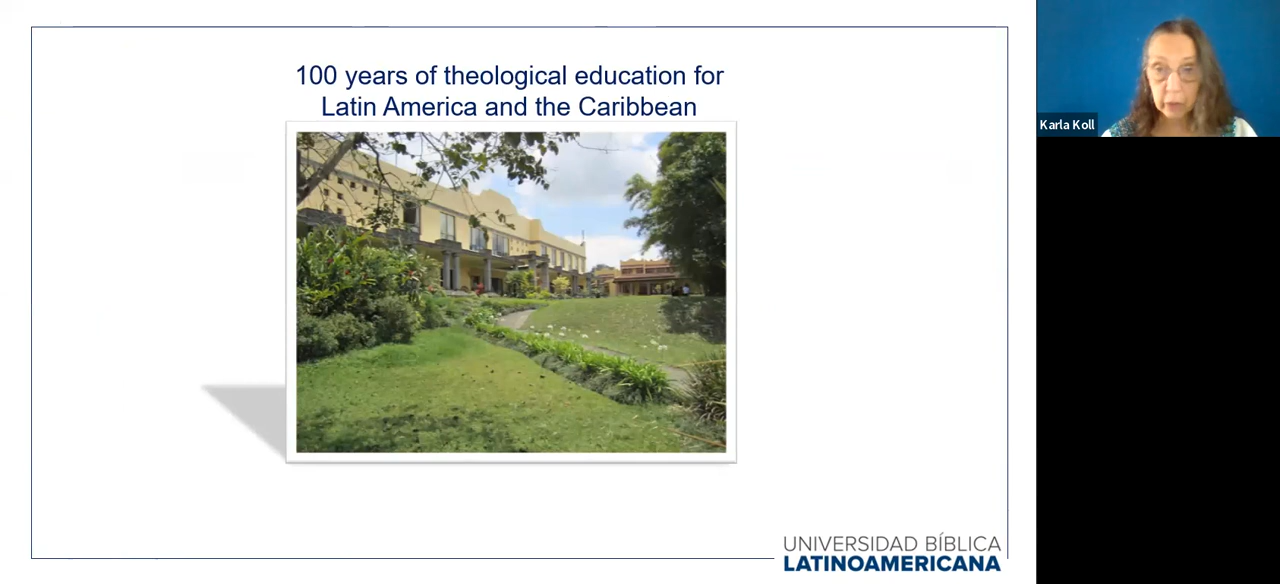 100 years of theological education for
Latin America and the Caribbean
Karla Koll
UNIVERSIDAD BÍBLICA
LATINOAMERICANA